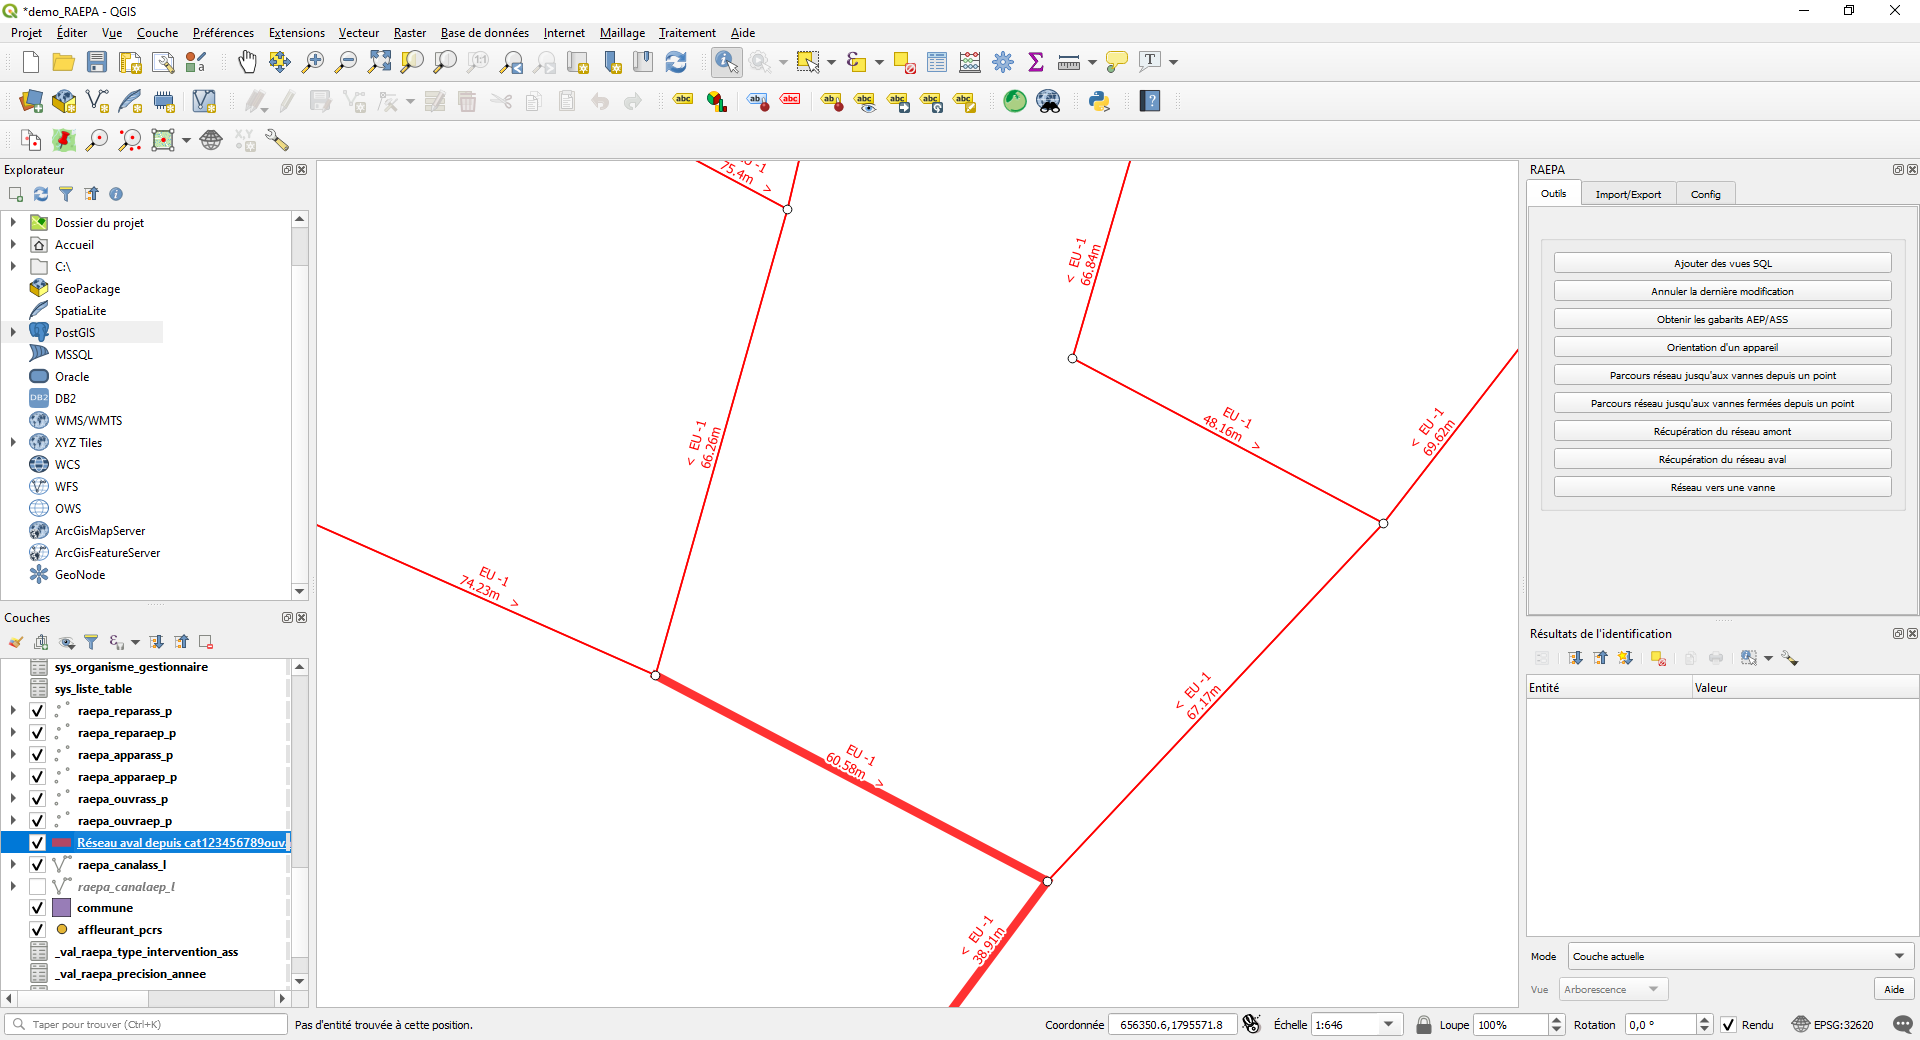 *demo_RAEPA - QGIS
Projet Éditer Vue Couche Préférences Extensions Vecteur Raster Base de données Internet Maillage Traitement Aide
Explorateur
Dossier du projet
Accueil
C:\
GeoPackage
SpatiaLite
PostGIS
MSSQL
Oracle
DB2
WMS/WMTS
XYZ Tiles
WCS
WFS
OWS
ArcGisMapServer
ArcGisFeatureServer
GeoNode
Couches
sys_organisme_gestionnaire
sys_liste_table
raepa_reparass_p
raepa_reparaep_p
raepa_apparass_p
raepa_apparaep_p
raepa_ouvrass_p
raepa_ouvraep_p
Réseau aval depuis cat123456789ouv
raepa_canalass_l
raepa_canalaep_l
commune
affleurant_pcrs
_val_raepa_type_intervention_ass
_val_raepa_precision_annee
75.4m >
< EU -1
66.84m
< EU -1
66.26m
EU -1
48.16m >
< EU -1
69.62m
EU -1
74.23m >
< EU -1
67.17m
EU -1
60.58m >
< EU -1
38.91m
RAEPA
Outils Import/Export Config
Ajouter des vues SQL
Annuler la dernière modification
Obtenir les gabarits AEP/ASS
Orientation d'un appareil
Parcours réseau jusqu'aux vannes depuis un point
Parcours réseau jusqu'aux vannes fermées depuis un point
Récupération du réseau amont
Récupération du réseau aval
Réseau vers une vanne
Résultats de l'identification
Entité Valeur
Mode Couche actuelle
Vue Arborescence Aide
Taper pour trouver (Ctrl+K) Pas d'entité trouvée à cette position. Coordonnée 656350.6,1795571.8 Échelle 1:646 Loupe 100% Rotation 0,0 ° Rendu EPSG:32620